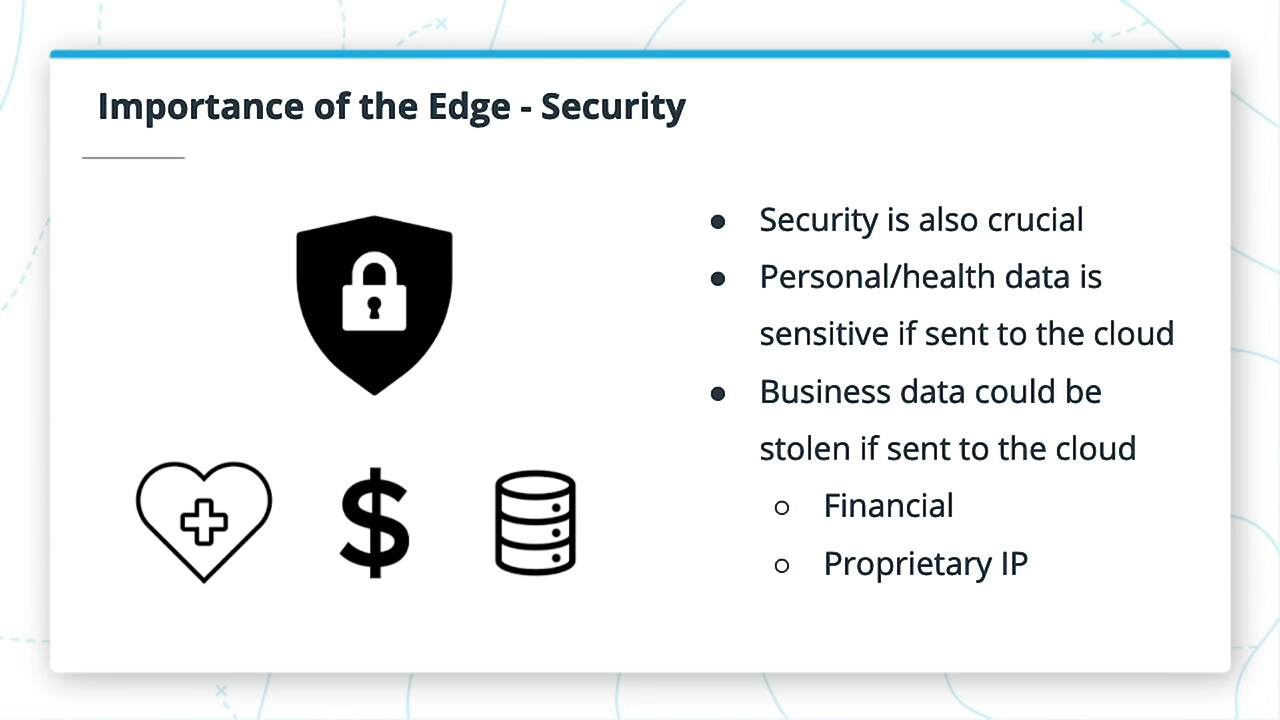 Importance of the Edge - Security
● Security is also crucial
● Personal/health data is
sensitive if sent to the cloud
● Business data could be
stolen if sent to the cloud
○ Financial
○ Proprietary IP